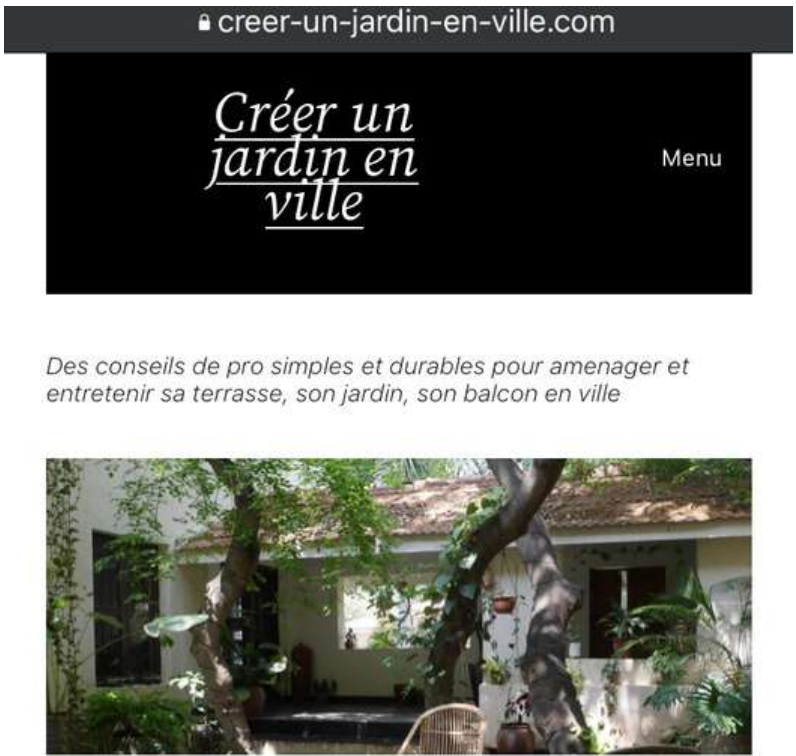 creer-un-jardin-en-ville.com
Créer un
jardin en
ville
Menu
Des conseils de pro simples et durables pour amenager et
entretenir sa terrasse, son jardin, son balcon en ville